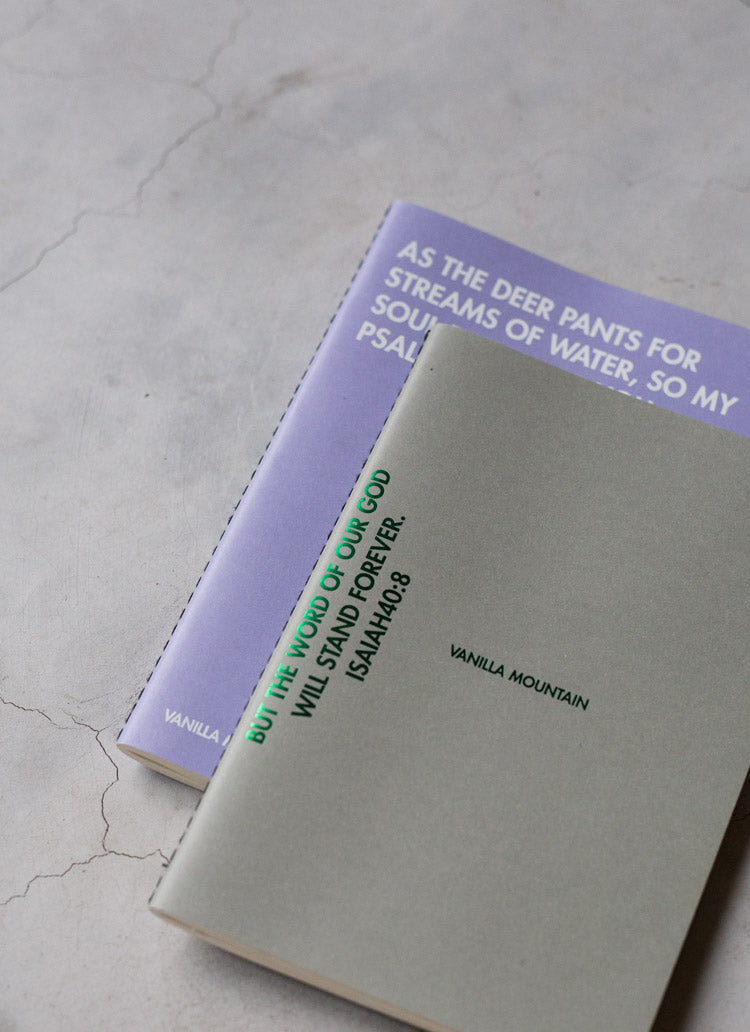 AS THE DEER PANTS FOR
STREAMS OF WATER, SO MY
VANILLA
BUT THE WORD OF OUR GOD
WILL STAND FOREVER.
ISAIAH40:8
VANILLA MOUNTAIN